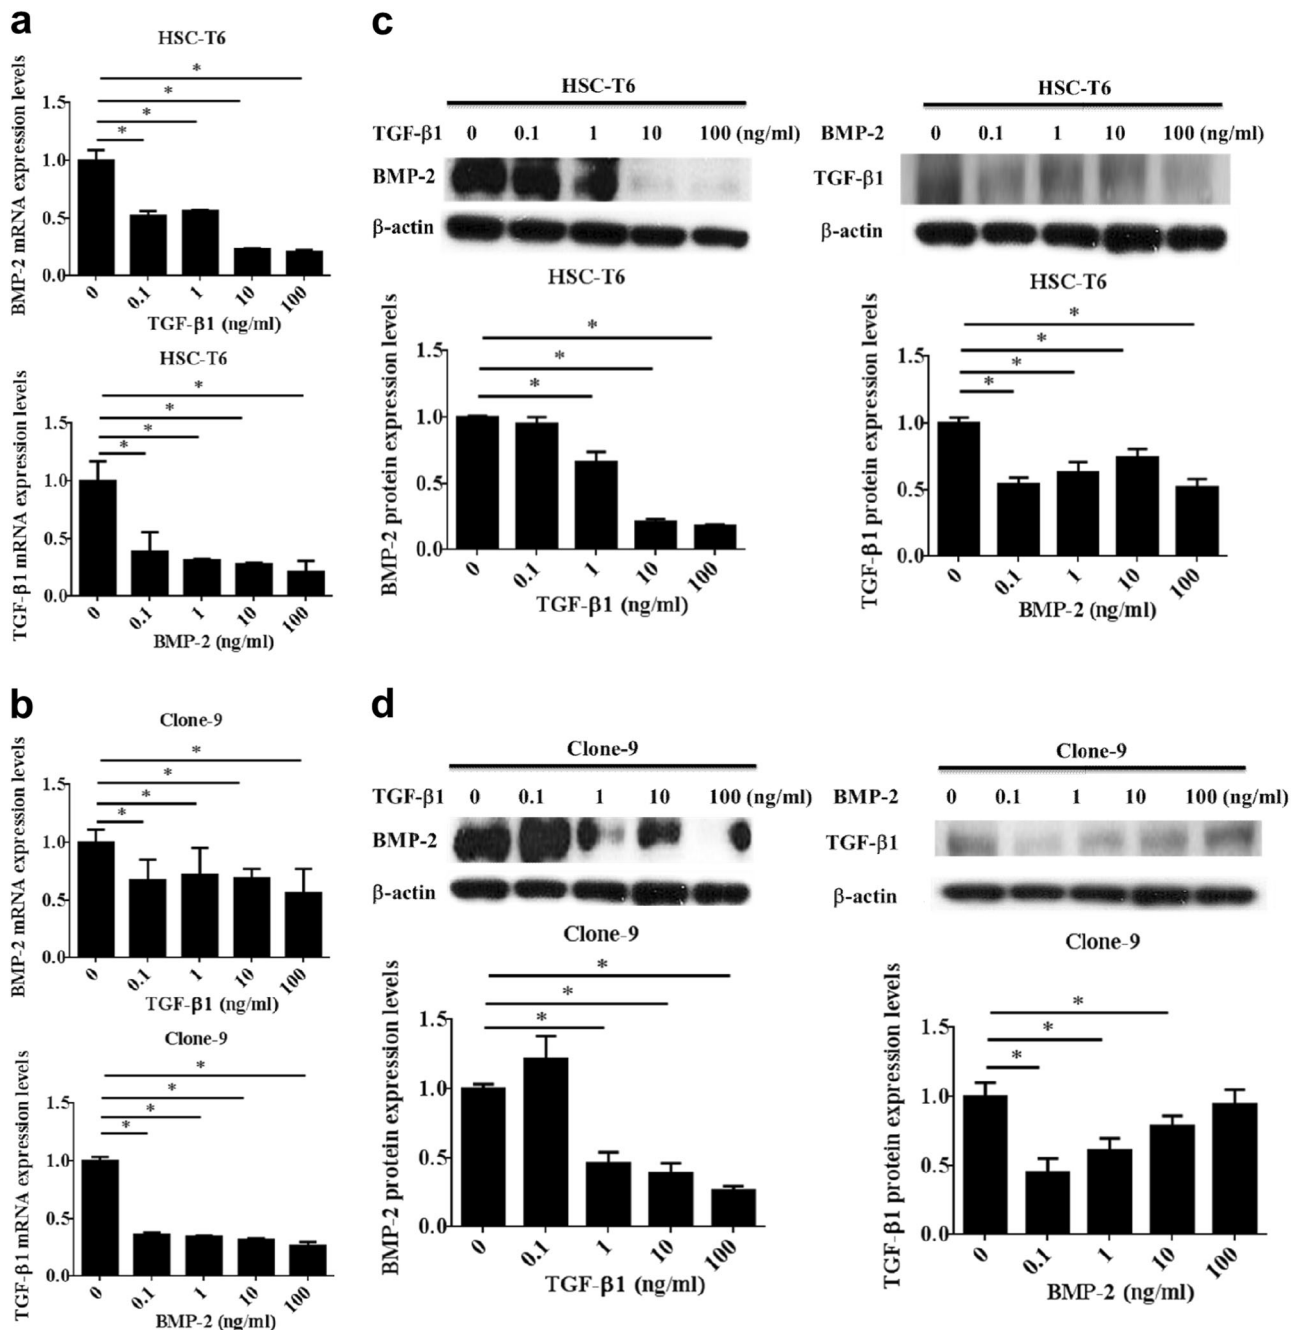 a
HSC-T6
BMP-2 mRNA expression levels
* * * *
1.5
1.0
0.5
0.0
0 0.1 1 10 100
TGF-β1 (ng/ml)
HSC-T6
TGF-β1 mRNA expression levels
* * * *
1.5
1.0
0.5
0.0
0 0.1 1 10 100
BMP-2 (ng/ml)
c
HSC-T6
TGF-β1 0 0.1 1 10 100 (ng/ml)
BMP-2
β-actin
HSC-T6
BMP-2 protein expression levels
* * *
1.5
1.0
0.5
0.0
0 0.1 1 10 100
TGF-β1 (ng/ml)
HSC-T6
BMP-2 0 0.1 1 10 100 (ng/ml)
TGF-β1
β-actin
HSC-T6
TGF-β1 protein expression levels
* * * *
1.5
1.0
0.5
0.0
0 0.1 1 10 100
BMP-2 (ng/ml)
b
Clone-9
BMP-2 mRNA expression levels
* * * *
1.5
1.0
0.5
0.0
0 0.1 1 10 100
TGF-β1 (ng/ml)
Clone-9
TGF-β1 mRNA expression levels
* * * *
1.5
1.0
0.5
0.0
0 0.1 1 10 100
BMP-2 (ng/ml)
d
Clone-9
TGF-β1 0 0.1 1 10 100 (ng/ml)
BMP-2
β-actin
Clone-9
BMP-2 protein expression levels
* * *
1.5
1.0
0.5
0.0
0 0.1 1 10 100
TGF-β1 (ng/ml)
Clone-9
BMP-2 0 0.1 1 10 100 (ng/ml)
TGF-β1
β-actin
Clone-9
TGF-β1 protein expression levels
* * *
1.5
1.0
0.5
0.0
0 0.1 1 10 100
BMP-2 (ng/ml)